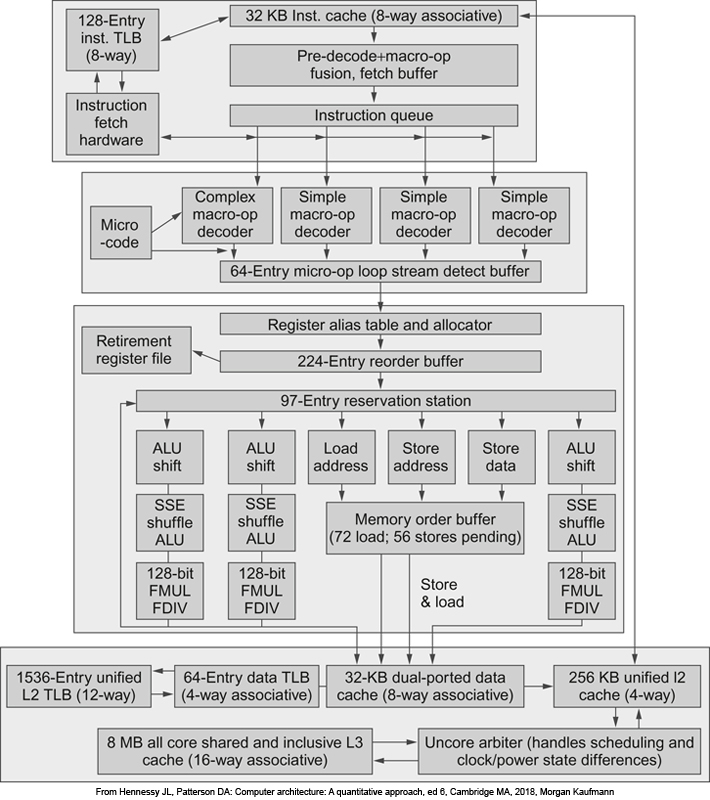 128-Entry
inst. TLB
(8-way)
32 KB Inst. cache (8-way associative)
Pre-decode+macro-op
fusion, fetch buffer
Instruction
fetch
hardware
Instruction queue
Micro
-code
Complex
macro-op
decoder
Simple
macro-op
decoder
Simple
macro-op
decoder
Simple
macro-op
decoder
64-Entry micro-op loop stream detect buffer
Register alias table and allocator
Retirement
register file
224-Entry reorder buffer
97-Entry reservation station
ALU
shift
ALU
shift
Load
address
Store
address
Store
data
ALU
shift
SSE
shuffle
ALU
SSE
shuffle
ALU
Memory order buffer
(72 load; 56 stores pending)
SSE
shuffle
ALU
128-bit
FMUL
FDIV
128-bit
FMUL
FDIV
Store
& load
128-bit
FMUL
FDIV
1536-Entry unified
L2 TLB (12-way)
64-Entry data TLB
(4-way associative)
32-KB dual-ported data
cache (8-way associative)
256 KB unified l2
cache (4-way)
8 MB all core shared and inclusive L3
cache (16-way associative)
Uncore arbiter (handles scheduling and
clock/power state differences)
From Hennessy JL, Patterson DA: Computer architecture: A quantitative approach, ed 6, Cambridge MA, 2018, Morgan Kaufmann